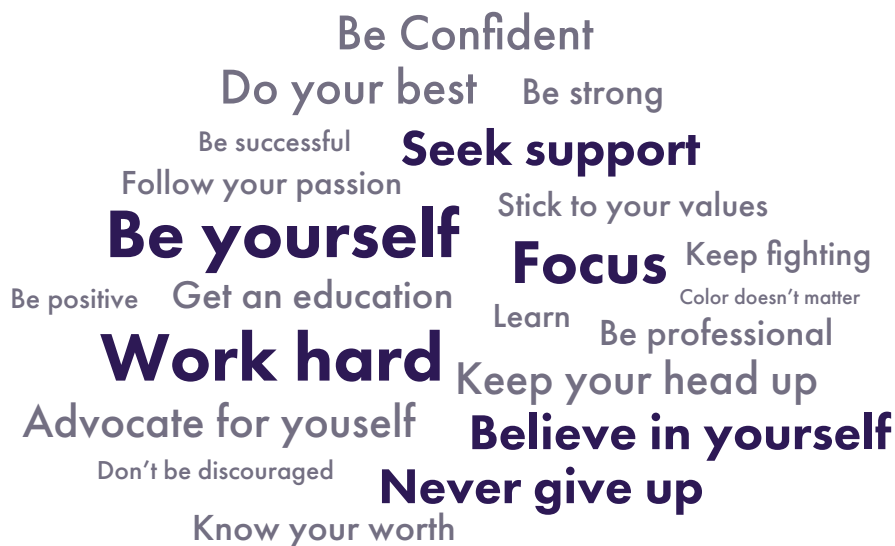 Be Confident
Do your best
Be strong
Be successful
Seek support
Follow your passion
Stick to your values
Be yourself
Focus
Keep fighting
Be positive
Get an education
Color doesn't matter
Learn
Be professional
Work hard
Keep your head up
Advocate for youself
Believe in yourself
Don't be discouraged
Never give up
Know your worth